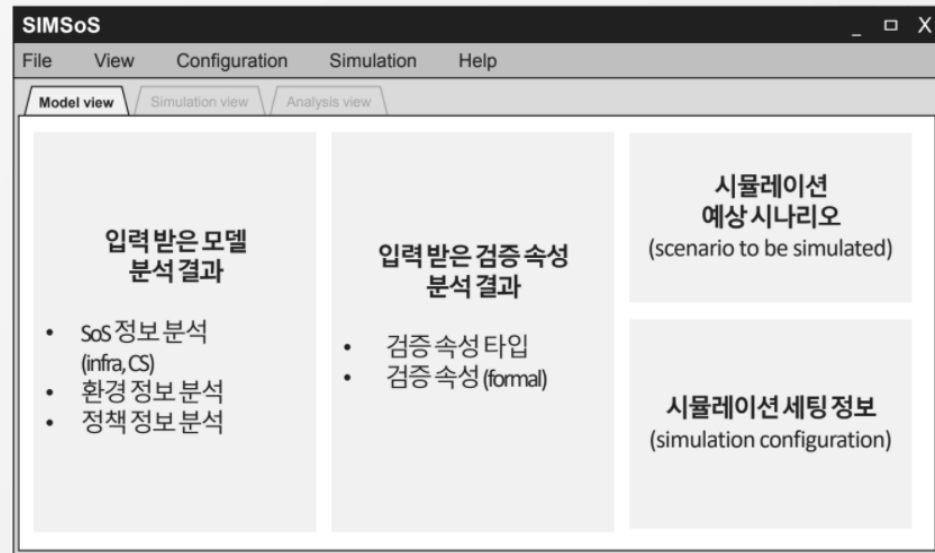 SIMSoS
File View Configuration Simulation Help
Model view Simulation view Analysis view
입력 받은 모델
분석 결과
• SoS 정보 분석
(infra, CS)
• 환경 정보 분석
• 정책 정보 분석
입력 받은 검증 속성
분석 결과
• 검증 속성 타입
• 검증 속성 (formal)
시뮬레이션
예상 시나리오
(scenario to be simulated)
시뮬레이션 세팅 정보
(simulation configuration)